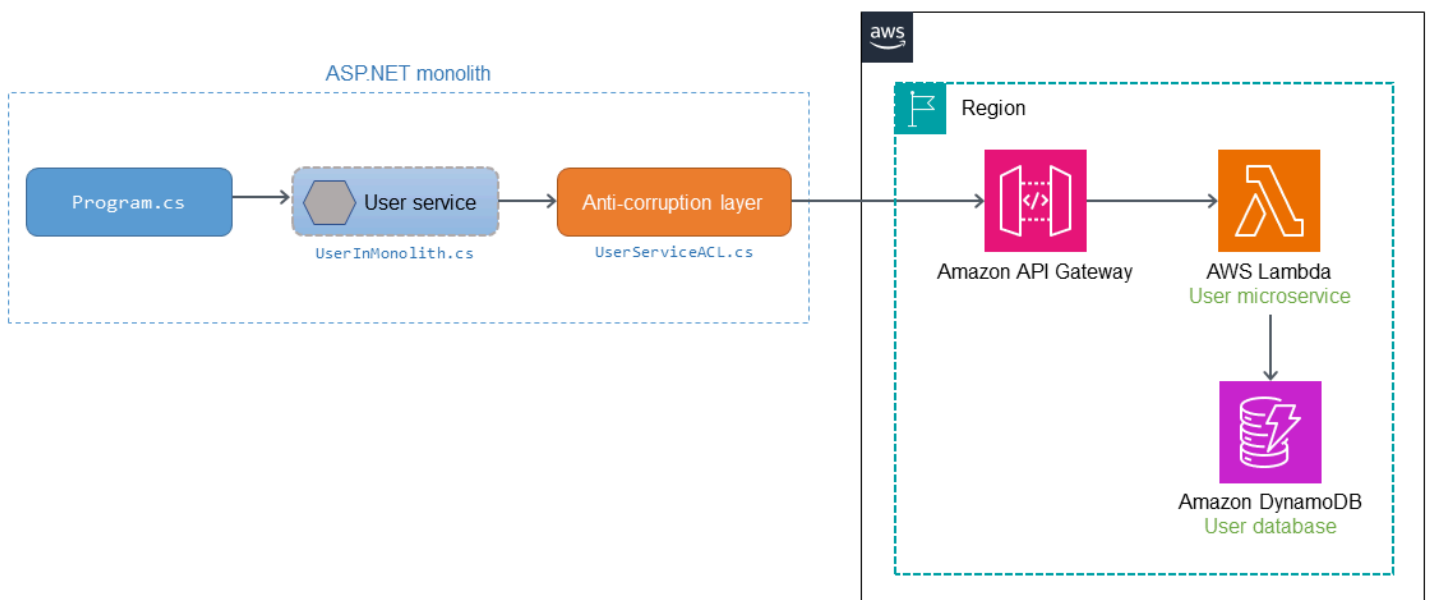 ASP.NET monolith
Program.cs
User service
UserInMonolith.cs
Anti-corruption layer
UserServiceACL.cs
aws
Region
</>
Amazon API Gateway
AWS Lambda
User microservice
Amazon DynamoDB
User database